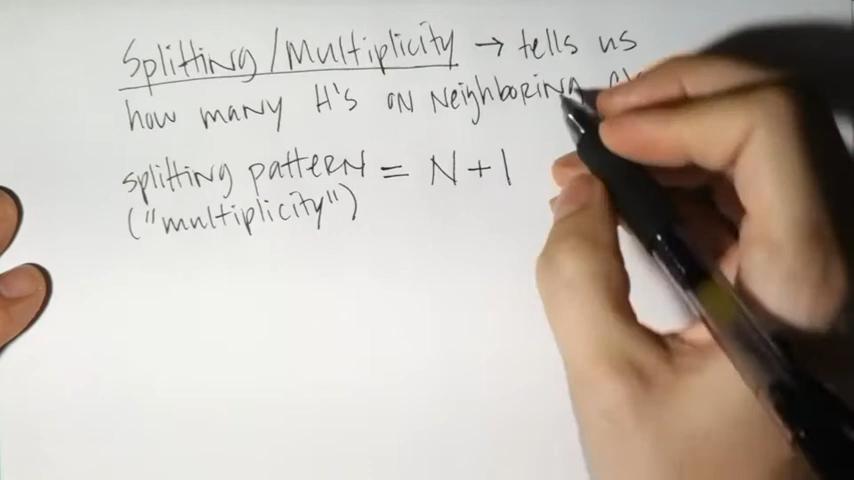 Splitting/Multiplicity → tells us
how many H's on Neighboring
splitting pattern = N+1
("multiplicity")